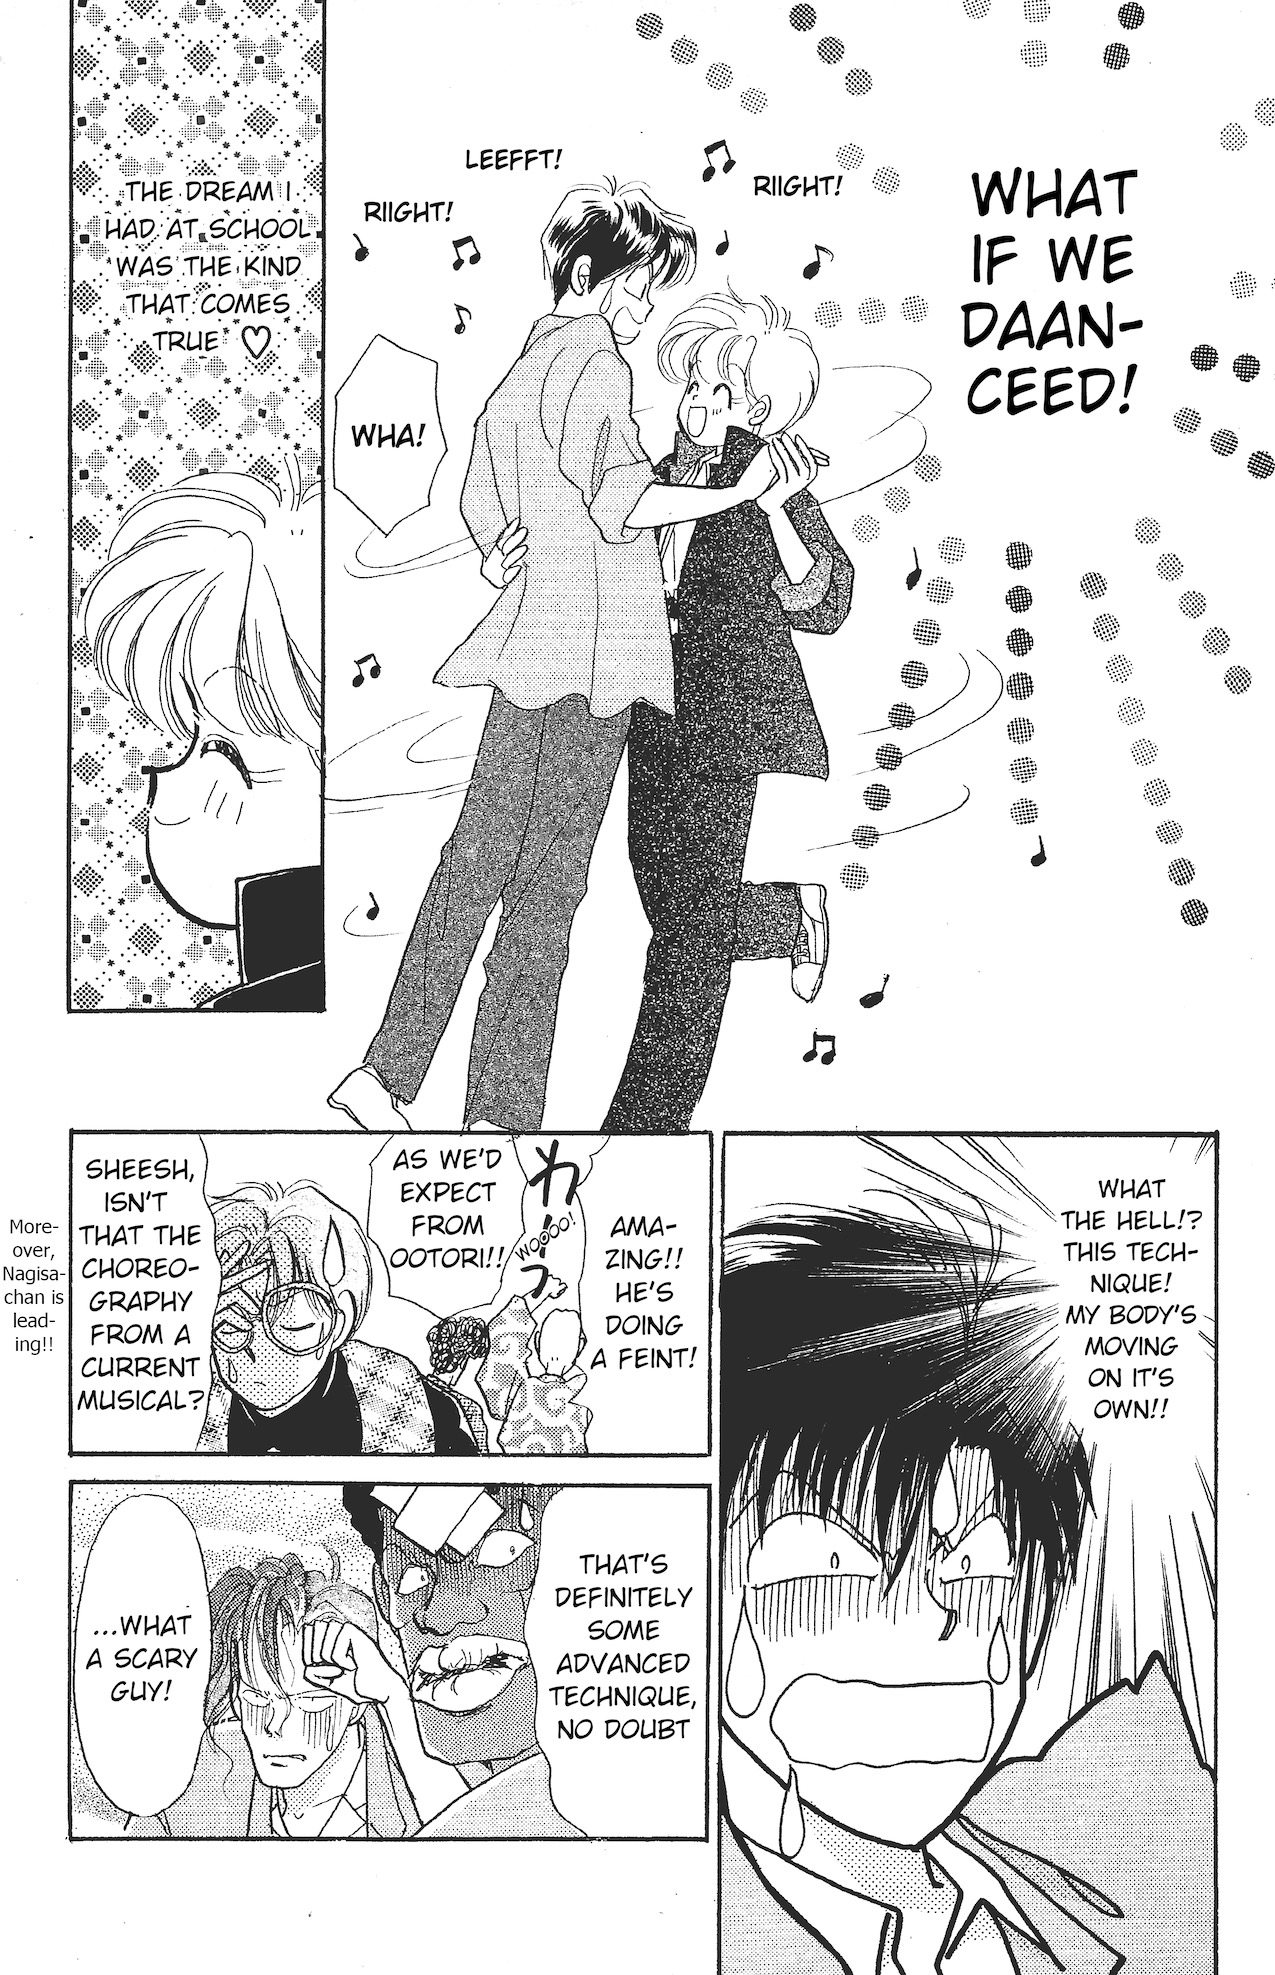 WHAT
IF WE
DAAN-
CEED!
RIIGHT!
LEEFFT!
RIIGHT!
WHA!
THE DREAM I
HAD AT SCHOOL
WAS THE KIND
THAT COMES
TRUE ♡
WHAT
THE HELL!?
THIS TECH-
NIQUE!
MY BODY'S
MOVING
ON IT'S
OWN!!
AMA-
ZING!!
HE'S
DOING
A FEINT!
わーっ
WOOOO!
AS WE'D
EXPECT
FROM
OOTORI!!
SHEESH,
ISN'T
THAT THE
CHOREO-
GRAPHY
FROM A
CURRENT
MUSICAL?
More-
over,
Nagisa-
chan is
lead-
ing!!
THAT'S
DEFINITELY
SOME
ADVANCED
TECHNIQUE,
NO DOUBT
...WHAT
A SCARY
GUY!